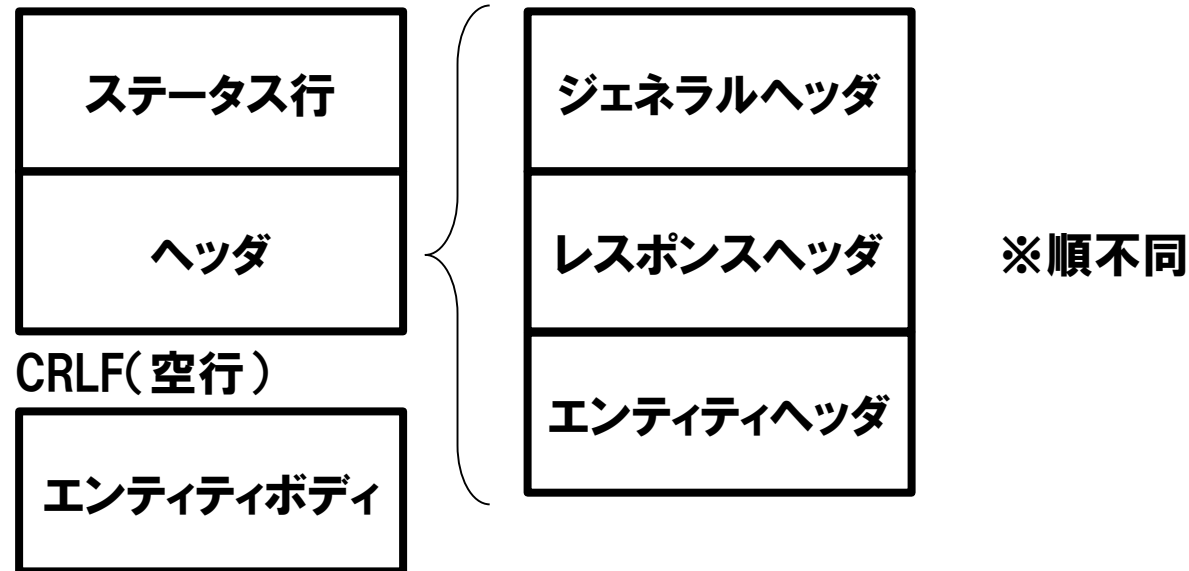 ステータス行
ヘッダ
CRLF(空行)
エンティティボディ
ジェネラルヘッダ
レスポンスヘッダ
エンティティヘッダ
※順不同